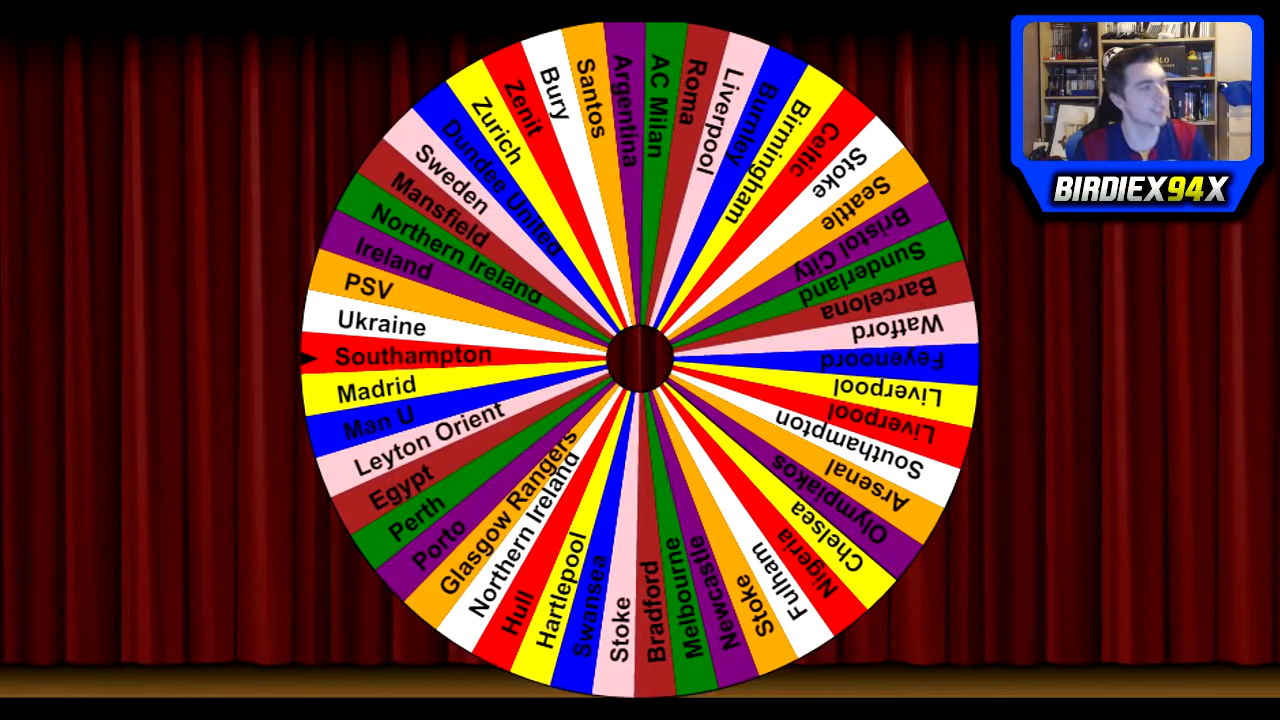 Argentina
AC Milan
Roma
Liverpool
Burnley
Birmingham
Celtic
Stoke
Seattle
Bristol City
Sunderland
Barcelona
Watford
Feyenoord
Liverpool
Liverpool
Southampton
Arsenal
Olympiakos
Chelsea
Nigeria
Fulham
Stoke
Newcastle
Melbourne
Bradford
Stoke
Swansea
Hartlepool
Hull
Northern Ireland
Glasgow Rangers
Porto
Perth
Egypt
Leyton Orient
Man U
Madrid
Southampton
Ukraine
PSV
Ireland
Northern Ireland
Mansfield
Sweden
Dundee United
Zurich
Zenit
Bury
Santos
BIRDIEX94X